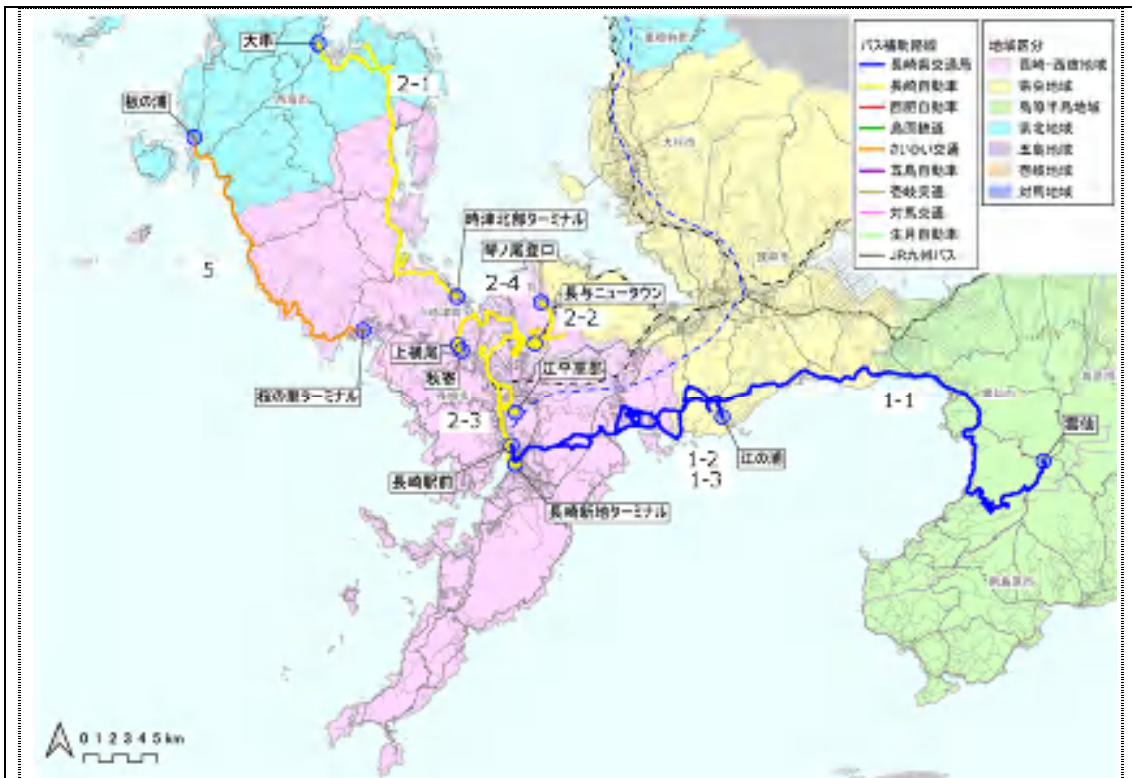 大串
2-1
板の浦
時津北部ターミナル
琴ノ尾登口
5
2-4
長与ニュータウン
2-2
上横尾
江平東部
桜の里ターミナル
2-3
1-1
雲仙
1-2
江の浦
1-3
長崎駅前
長崎新地ターミナル
0 1 2 3 4 5 km
バス補助路線
長崎県交通局
長崎自動車
西肥自動車
島原鉄道
さいかい交通
五島自動車
壱岐交通
対馬交通
生月自動車
JR九州バス
地域区分
長崎・西彼地域
県央地域
島原半島地域
県北地域
五島地域
壱岐地域
対馬地域